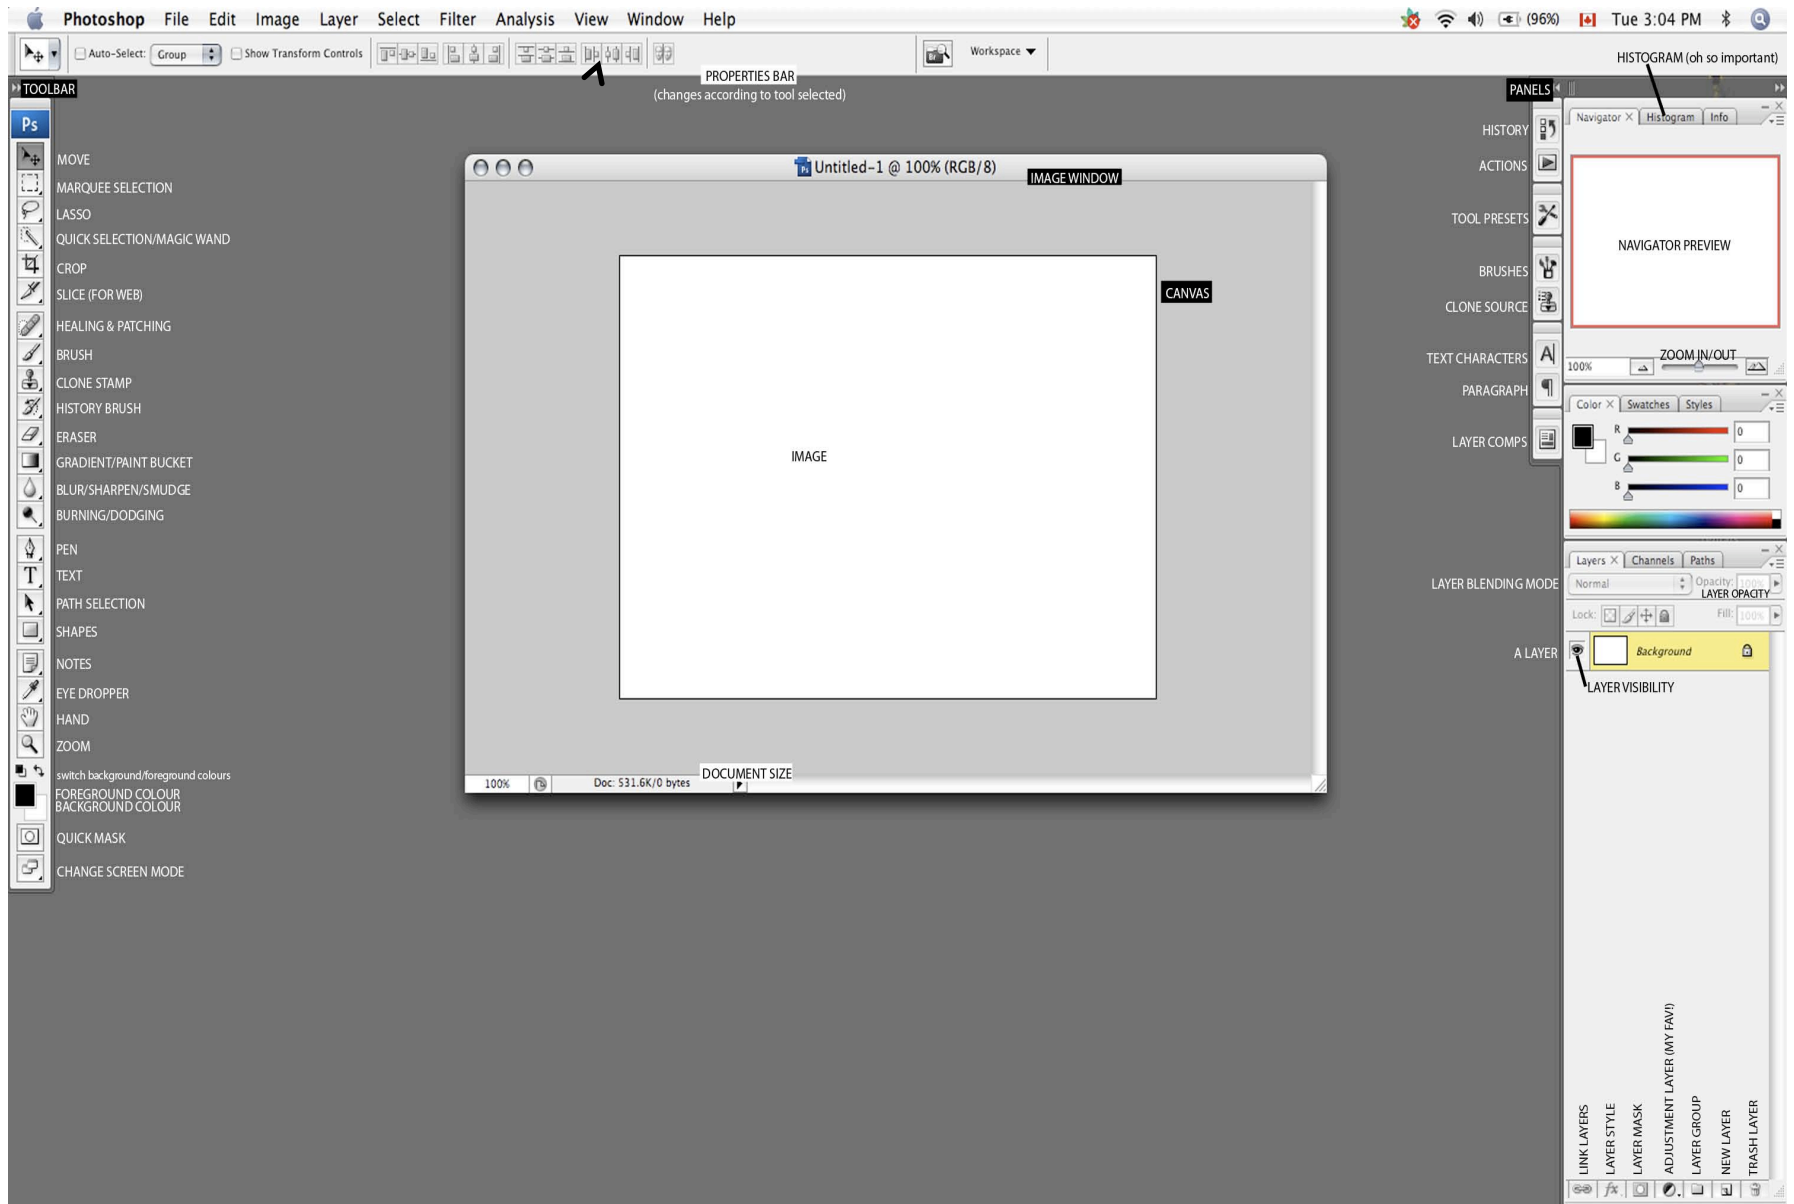 Photoshop File Edit Image Layer Select Filter Analysis View Window Help
(96%) Tue 3:04 PM
Auto-Select: Group Show Transform Controls
Workspace
HISTOGRAM (oh so important)
PROPERTIES BAR
(changes according to tool selected)
TOOLBAR
Ps
MOVE
MARQUEE SELECTION
LASSO
QUICK SELECTION/MAGIC WAND
CROP
SLICE (FOR WEB)
HEALING & PATCHING
BRUSH
CLONE STAMP
HISTORY BRUSH
ERASER
GRADIENT/PAINT BUCKET
BLUR/SHARPEN/SMUDGE
BURNING/DODGING
PEN
T TEXT
PATH SELECTION
SHAPES
NOTES
EYE DROPPER
HAND
ZOOM
switch background/foreground colours
FOREGROUND COLOUR
BACKGROUND COLOUR
QUICK MASK
CHANGE SCREEN MODE
Untitled-1 @ 100% (RGB/8)
IMAGE WINDOW
CANVAS
IMAGE
DOCUMENT SIZE
100% Doc: 531.6K/0 bytes
PANELS
HISTORY
ACTIONS
TOOL PRESETS
BRUSHES
CLONE SOURCE
TEXT CHARACTERS A
PARAGRAPH ¶
LAYER COMPS
Navigator Histogram Info
NAVIGATOR PREVIEW
ZOOM IN/OUT
100%
Color Swatches Styles
R 0
G 0
B 0
Layers Channels Paths
LAYER BLENDING MODE
Normal Opacity: 100%
LAYER OPACITY
Lock: Fill: 100%
A LAYER
Background
LAYER VISIBILITY
LINK LAYERS
LAYER STYLE
LAYER MASK
ADJUSTMENT LAYER (MY FAV!)
LAYER GROUP
NEW LAYER
TRASH LAYER
fx